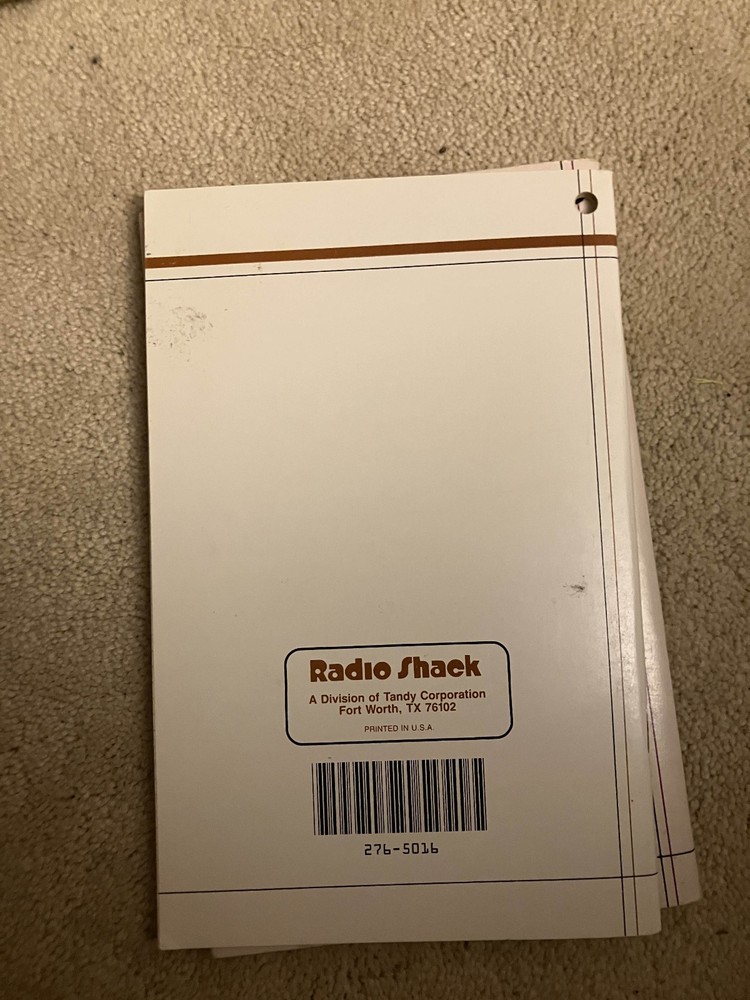 Radio Shack
A Division of Tandy Corporation
Fort Worth, TX 76102
PRINTED IN U.S.A.
276-5016